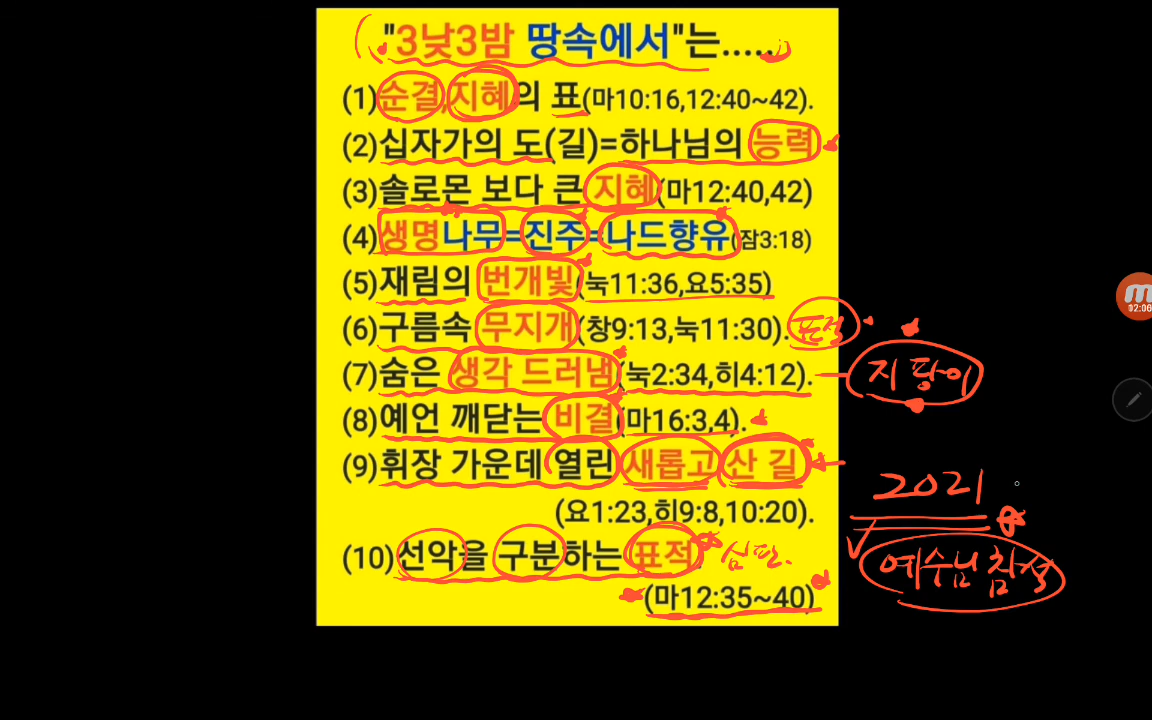 "3낮3밤 땅속에서"는.....
(1)순결,지혜의 표(마10:16,12:40~42).
(2)십자가의 도(길)=하나님의 능력
(3)솔로몬 보다 큰 지혜(마12:40,42)
(4)생명나무=진주=나드향유(잠3:18)
(5)재림의 번개빛(눅11:36,요5:35)
(6)구름속 무지개(창9:13,눅11:30). 표적
(7)숨은 생각 드러냄(눅2:34,히4:12). 지팡이
(8)예언 깨닫는 비결(마16:3,4).
(9)휘장 가운데 열린 새롭고 산 길
2021
(요1:23,히9:8,10:20).
(10)선악을 구분하는 표적 심판.
예수님 참석
(마12:35~40)